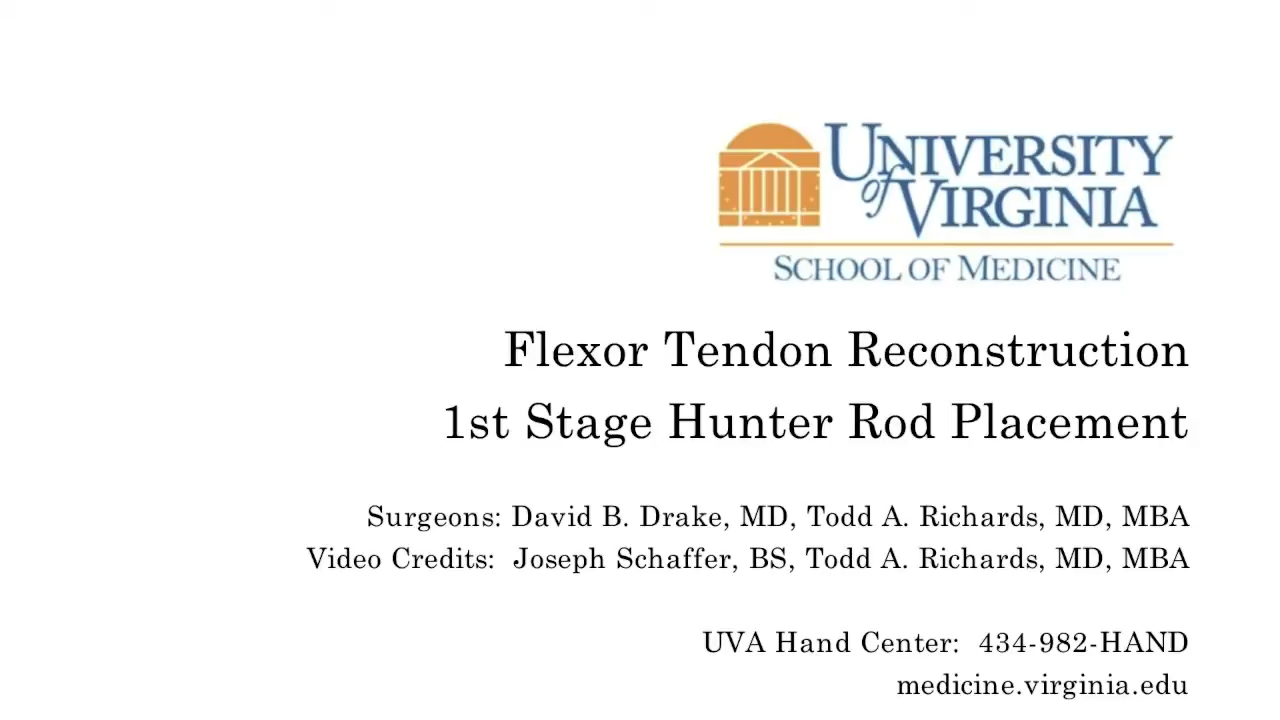 UNIVERSITY
of VIRGINIA
SCHOOL OF MEDICINE
Flexor Tendon Reconstruction
1st Stage Hunter Rod Placement
Surgeons: David B. Drake, MD, Todd A. Richards, MD, MBA
Video Credits: Joseph Schaffer, BS, Todd A. Richards, MD, MBA
UVA Hand Center: 434-982-HAND
medicine.virginia.edu